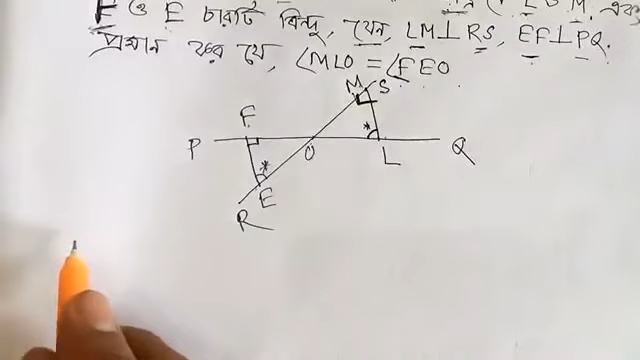 F ও E চারটি বিন্দু, যেন, LM⊥RS, EF⊥PQ.
প্রমান কর যে, ∠MLO = ∠FEO
M S
F
P O L Q
E
R